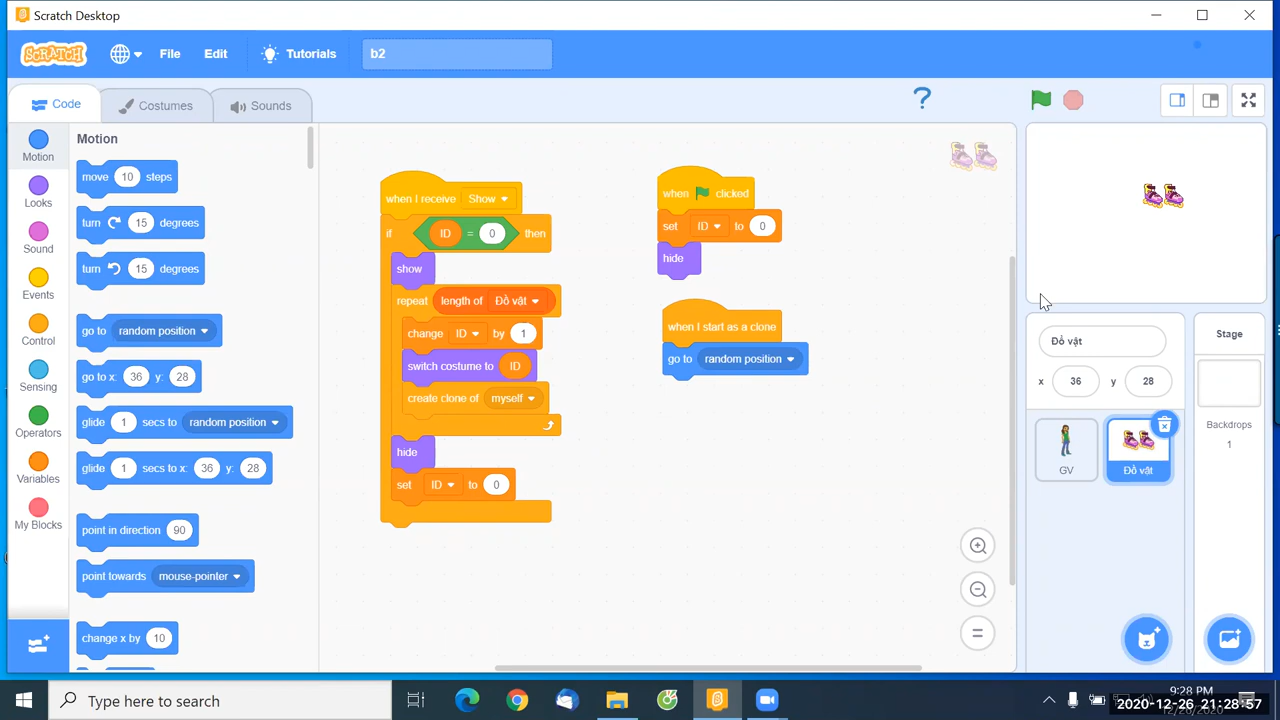 Scratch Desktop
SCRATCH File Edit Tutorials b2
Code Costumes Sounds
Motion
Looks
Sound
Events
Control
Sensing
Operators
Variables
My Blocks
Motion
move 10 steps
turn 15 degrees
turn 15 degrees
go to random position
go to x: 36 y: 28
glide 1 secs to random position
glide 1 secs to x: 36 y: 28
point in direction 90
point towards mouse-pointer
change x by 10
when I receive Show
if ID = 0 then
show
repeat length of Đồ vật
change ID by 1
switch costume to ID
create clone of myself
hide
set ID to 0
when clicked
set ID to 0
hide
when I start as a clone
go to random position
?
Đồ vật
x 36 y 28
GV
Đồ vật
Stage
Backdrops
1
Type here to search
9:28 PM
2020-12-26 21:28:57